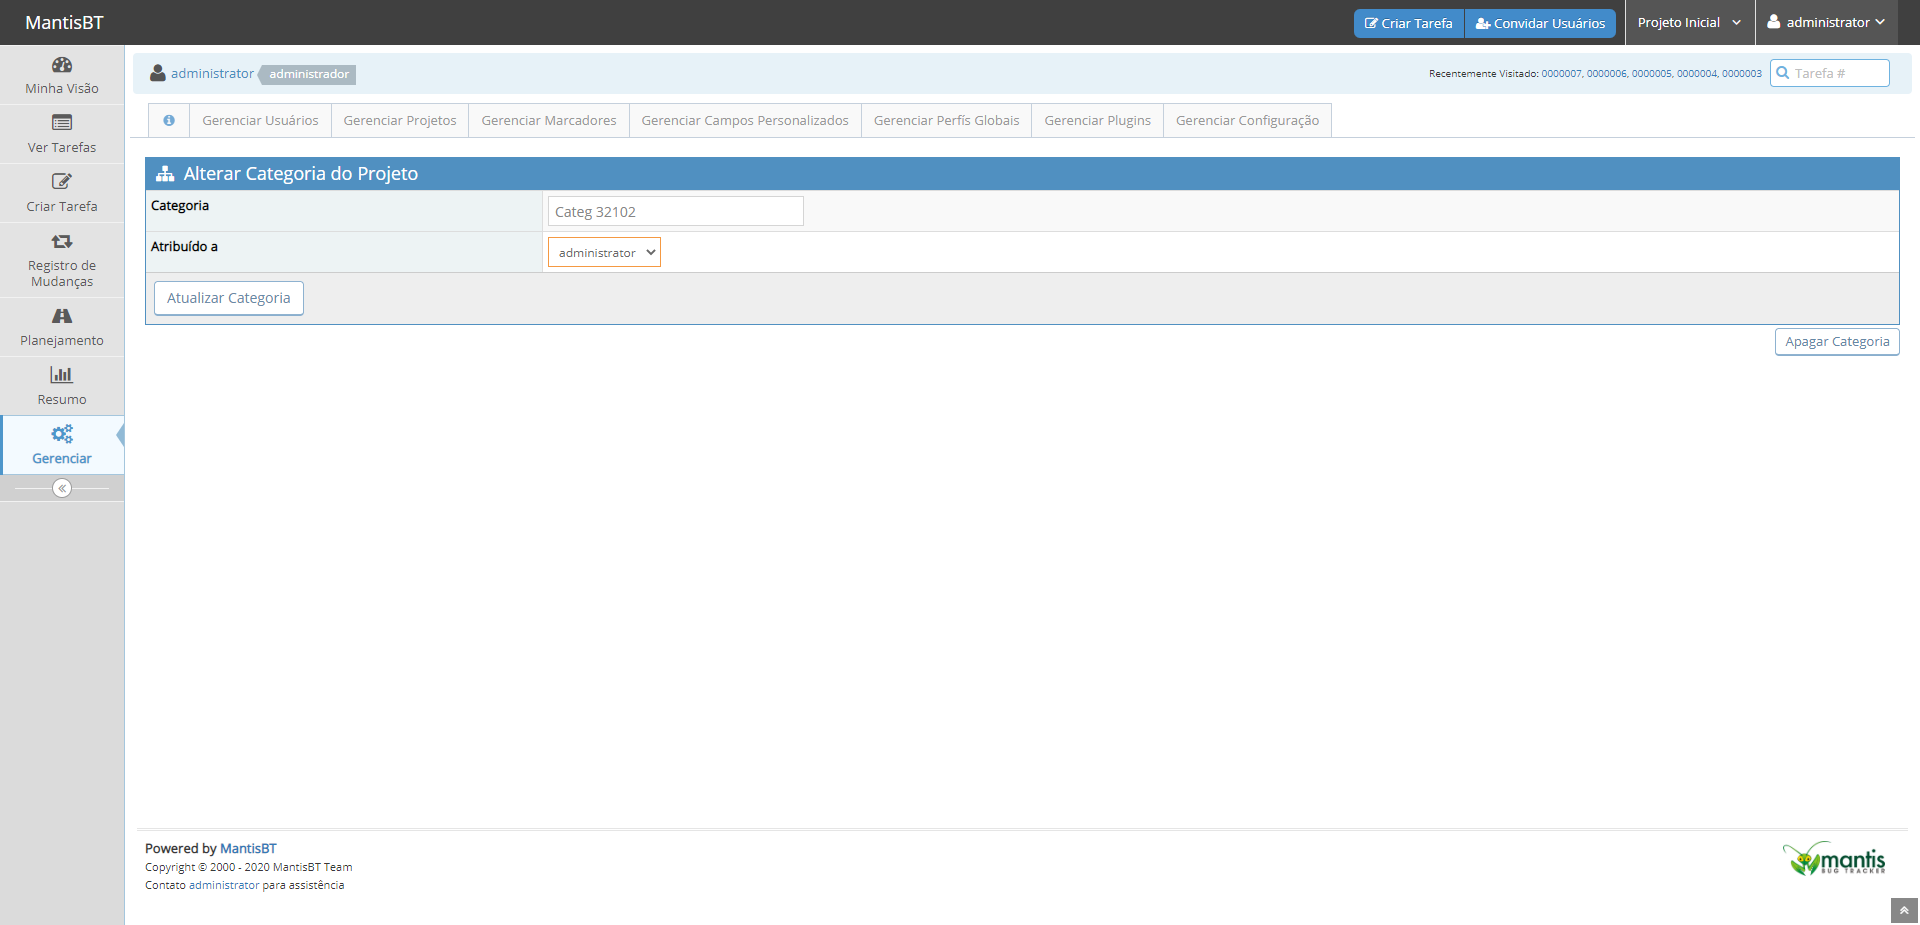 MantisBT
Criar Tarefa
Convidar Usuários
Projeto Inicial
administrator
Minha Visão
Ver Tarefas
Criar Tarefa
Registro de
Mudanças
Planejamento
Resumo
Gerenciar
administrator administrador
Recentemente Visitado: 0000007, 0000006, 0000005, 0000004, 0000003
Tarefa #
Gerenciar Usuários
Gerenciar Projetos
Gerenciar Marcadores
Gerenciar Campos Personalizados
Gerenciar Perfís Globais
Gerenciar Plugins
Gerenciar Configuração
Alterar Categoria do Projeto
Categoria
Categ 32102
Atribuído a
administrator
Atualizar Categoria
Apagar Categoria
Powered by MantisBT
Copyright © 2000 - 2020 MantisBT Team
Contato administrator para assistência
mantis
BUG TRACKER